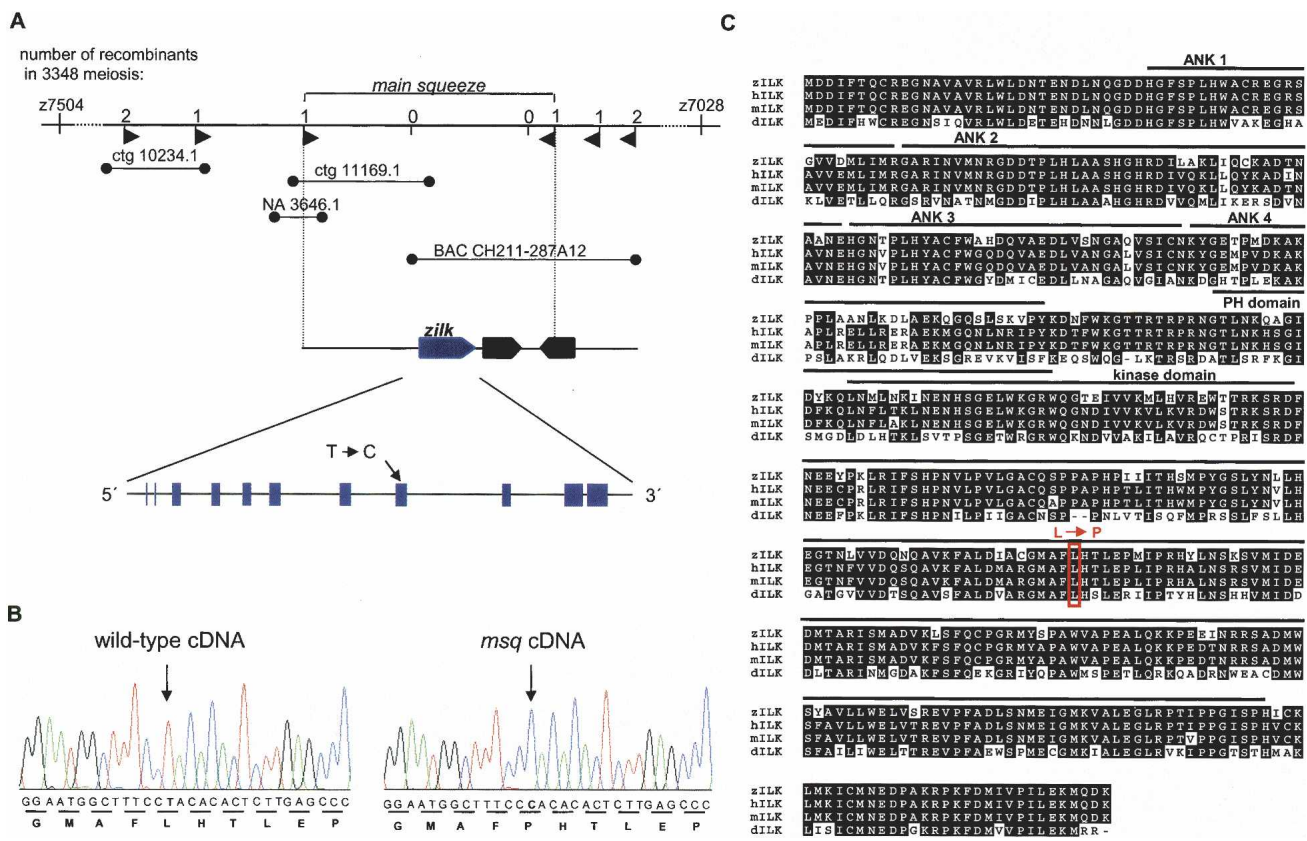 A
number of recombinants
in 3348 meiosis:
main squeeze
z7504 2 1 1 0 0 1 1 2 z7028
ctg 10234.1
ctg 11169.1
NA 3646.1
BAC CH211-287A12
zilk
T → C
5´ 3´
B
wild-type cDNA
msq cDNA
GGAATGGCTTTCCTACACACTCTTGAGCCC
G M A F L H T L E P
GGAATGGCTTTCCCACACACTCTTGAGCCC
G M A F P H T L E P
C
ANK 1
zILK MDDIFTQCREGNAVAVRLWLDNTENDLNQGDDHGFSPLHWACREGRS
hILK MDDIFTQCREGNAVAVRLWLDNTENDLNQGDDHGFSPLHWACREGRS
mILK MDDIFTQCREGNAVAVRLWLDNTENDLNQGDDHGFSPLHWACREGRS
dILK MEDIFHWCREGNSIQVRLWLDETEHDNNLGDDHGFSPLHWVAKEGHA
ANK 2
zILK GVVDMLIMRGARINVMNRGDDTPLHLAASHGHRDILAKLIQCKADTN
hILK AVVEMLIMRGARINVMNRGDDTPLHLAASHGHRDIVQKLLQYKADIN
mILK AVVEMLIMRGARINVMNRGDDTPLHLAASHGHRDIVQKLLQYKADIN
dILK KLVETLLQRGSRVNATNMGDDIPLHLAAAHGHRDVVQMLIKERSDVN
ANK 3 ANK 4
zILK AANEHGNTPLHYACFWAHDQVAEDLVSNGAQVSICNKYGETPMDKAK
hILK AVNEHGNVPLHYACFWGQDQVAEDLVANGALVSICNKYGEMPVDKAK
mILK AVNEHGNVPLHYACFWGQDQVAEDLVANGALVSICNKYGEMPVDKAK
dILK AVNEHGNTPLHYACFWGYDMICEDLLNAGAQVGIANKDGHTPLEKAK
PH domain
zILK PPLAANLKDLAEKQGQSLSKVPYKDNFWKGTTRTRPRNGTLNKQAGI
hILK APLRELLRERAEKMGQNLNRIPYKDTFWKGTTRTRPRNGTLNKHSGI
mILK APLRELLRERAEKMGQNLNRIPYKDTFWKGTTRTRPRNGTLNKHSGI
dILK PSLAKRLQDLVEKSGREVKVISFKEQSWQG-LKTRSRDATLSRFKGI
kinase domain
zILK DYKQLNMLNKINENHSGELWKGRWQGTEIVVKMLHVREWTTRKSRDF
hILK DFKQLNFLTKLNENHSGELWKGRWQGNDIVVKVLKVRDWSTRKSRDF
mILK DFKQLNFLAKLNENHSGELWKGRWQGNDIVVKVLKVRDWSTRKSRDF
dILK SMGDLDLHTKLSVTPSGETWRGRWQKNDVVAKILAVRQCTPRISRDF
zILK NEEYPKLRIFSHPNVLPVLGACQSPPAPHPIIITHSMPYGSLYNLLH
hILK NEECPRLRIFSHPNVLPVLGACQSPPAPHPTLITHWMPYGSLYNVLH
mILK NEECPRLRIFSHPNVLPVLGACQAPPAPHPTLITHWMPYGSLYNVLH
dILK NEEFPKLRIFSHPNILPIIGACNSP--PNLVTISQFMPRSSLFSLLH
L → P
zILK EGTNLVVDQNQAVKFALDIACGMAFLHTLEPMIPRHYLNSKSVMIDE
hILK EGTNFVVDQSQAVKFALDMARGMAFLHTLEPLIPRHALNSRSVMIDE
mILK EGTNFVVDQSQAVKFALDMARGMAFLHTLEPLIPRHALNSRSVMIDE
dILK GATGVVVDTSQAVSFALDVARGMAFLHSLERIIPTYHLNSHHVMIDD
zILK DMTARISMADVKLSFQCPGRMYSPAWVAPEALQKKPEEINRRSADMW
hILK DMTARISMADVKFSFQCPGRMYAPAWVAPEALQKKPEDTNRRSADMW
mILK DMTARISMADVKFSFQCPGRMYAPAWVAPEALQKKPEDTNRRSADMW
dILK DLTARINMGDAKFSFQEKGRIYQPAWMSPETLQRKQADRNWEACDMW
zILK SYAVLLWELVSREVPFADLSNMEIGMKVALEGLRPTIPPGISPHICK
hILK SFAVLLWELVTREVPFADLSNMEIGMKVALEGLRPTIPPGISPHVCK
mILK SFAVLLWELVTREVPFADLSNMEIGMKVALEGLRPTVPPGISPHVCK
dILK SFAILIWELTTREVPFAEWSPMECGMKIALEGLRVKIPPGTSTHMAK
zILK LMKICMNEDPAKRPKFDMIVPILEKMQDK
hILK LMKICMNEDPAKRPKFDMIVPILEKMQDK
mILK LMKICMNEDPAKRPKFDMIVPILEKMQDK
dILK LISICMNEDPGKRPKFDMVVPILEKMRR-